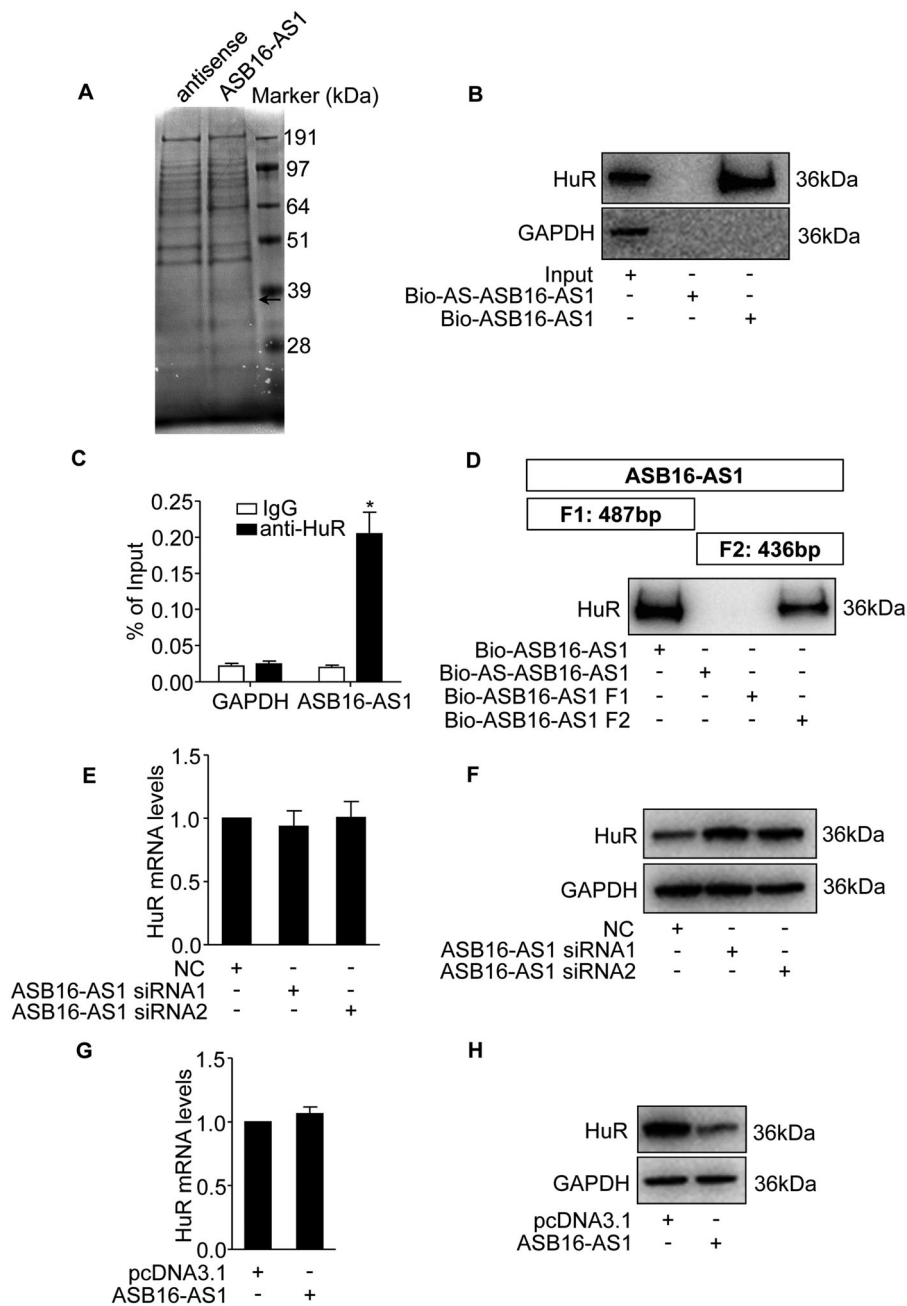 A
antisense
ASB16-AS1
Marker (kDa)
191
97
64
51
39
28
B
HuR
36kDa
GAPDH
36kDa
Input + - -
Bio-AS-ASB16-AS1 - + -
Bio-ASB16-AS1 - - +
C
0.25
0.20
0.15
0.10
0.05
0.00
% of Input
IgG
anti-HuR
*
GAPDH ASB16-AS1
D
ASB16-AS1
F1: 487bp
F2: 436bp
HuR
36kDa
Bio-ASB16-AS1 + - - -
Bio-AS-ASB16-AS1 - + - -
Bio-ASB16-AS1 F1 - - + -
Bio-ASB16-AS1 F2 - - - +
E
HuR mRNA levels
1.5
1.0
0.5
0.0
NC + - -
ASB16-AS1 siRNA1 - + -
ASB16-AS1 siRNA2 - - +
F
HuR
36kDa
GAPDH
36kDa
NC + - -
ASB16-AS1 siRNA1 - + -
ASB16-AS1 siRNA2 - - +
G
HuR mRNA levels
1.5
1.0
0.5
0.0
pcDNA3.1 + -
ASB16-AS1 - +
H
HuR
36kDa
GAPDH
36kDa
pcDNA3.1 + -
ASB16-AS1 - +